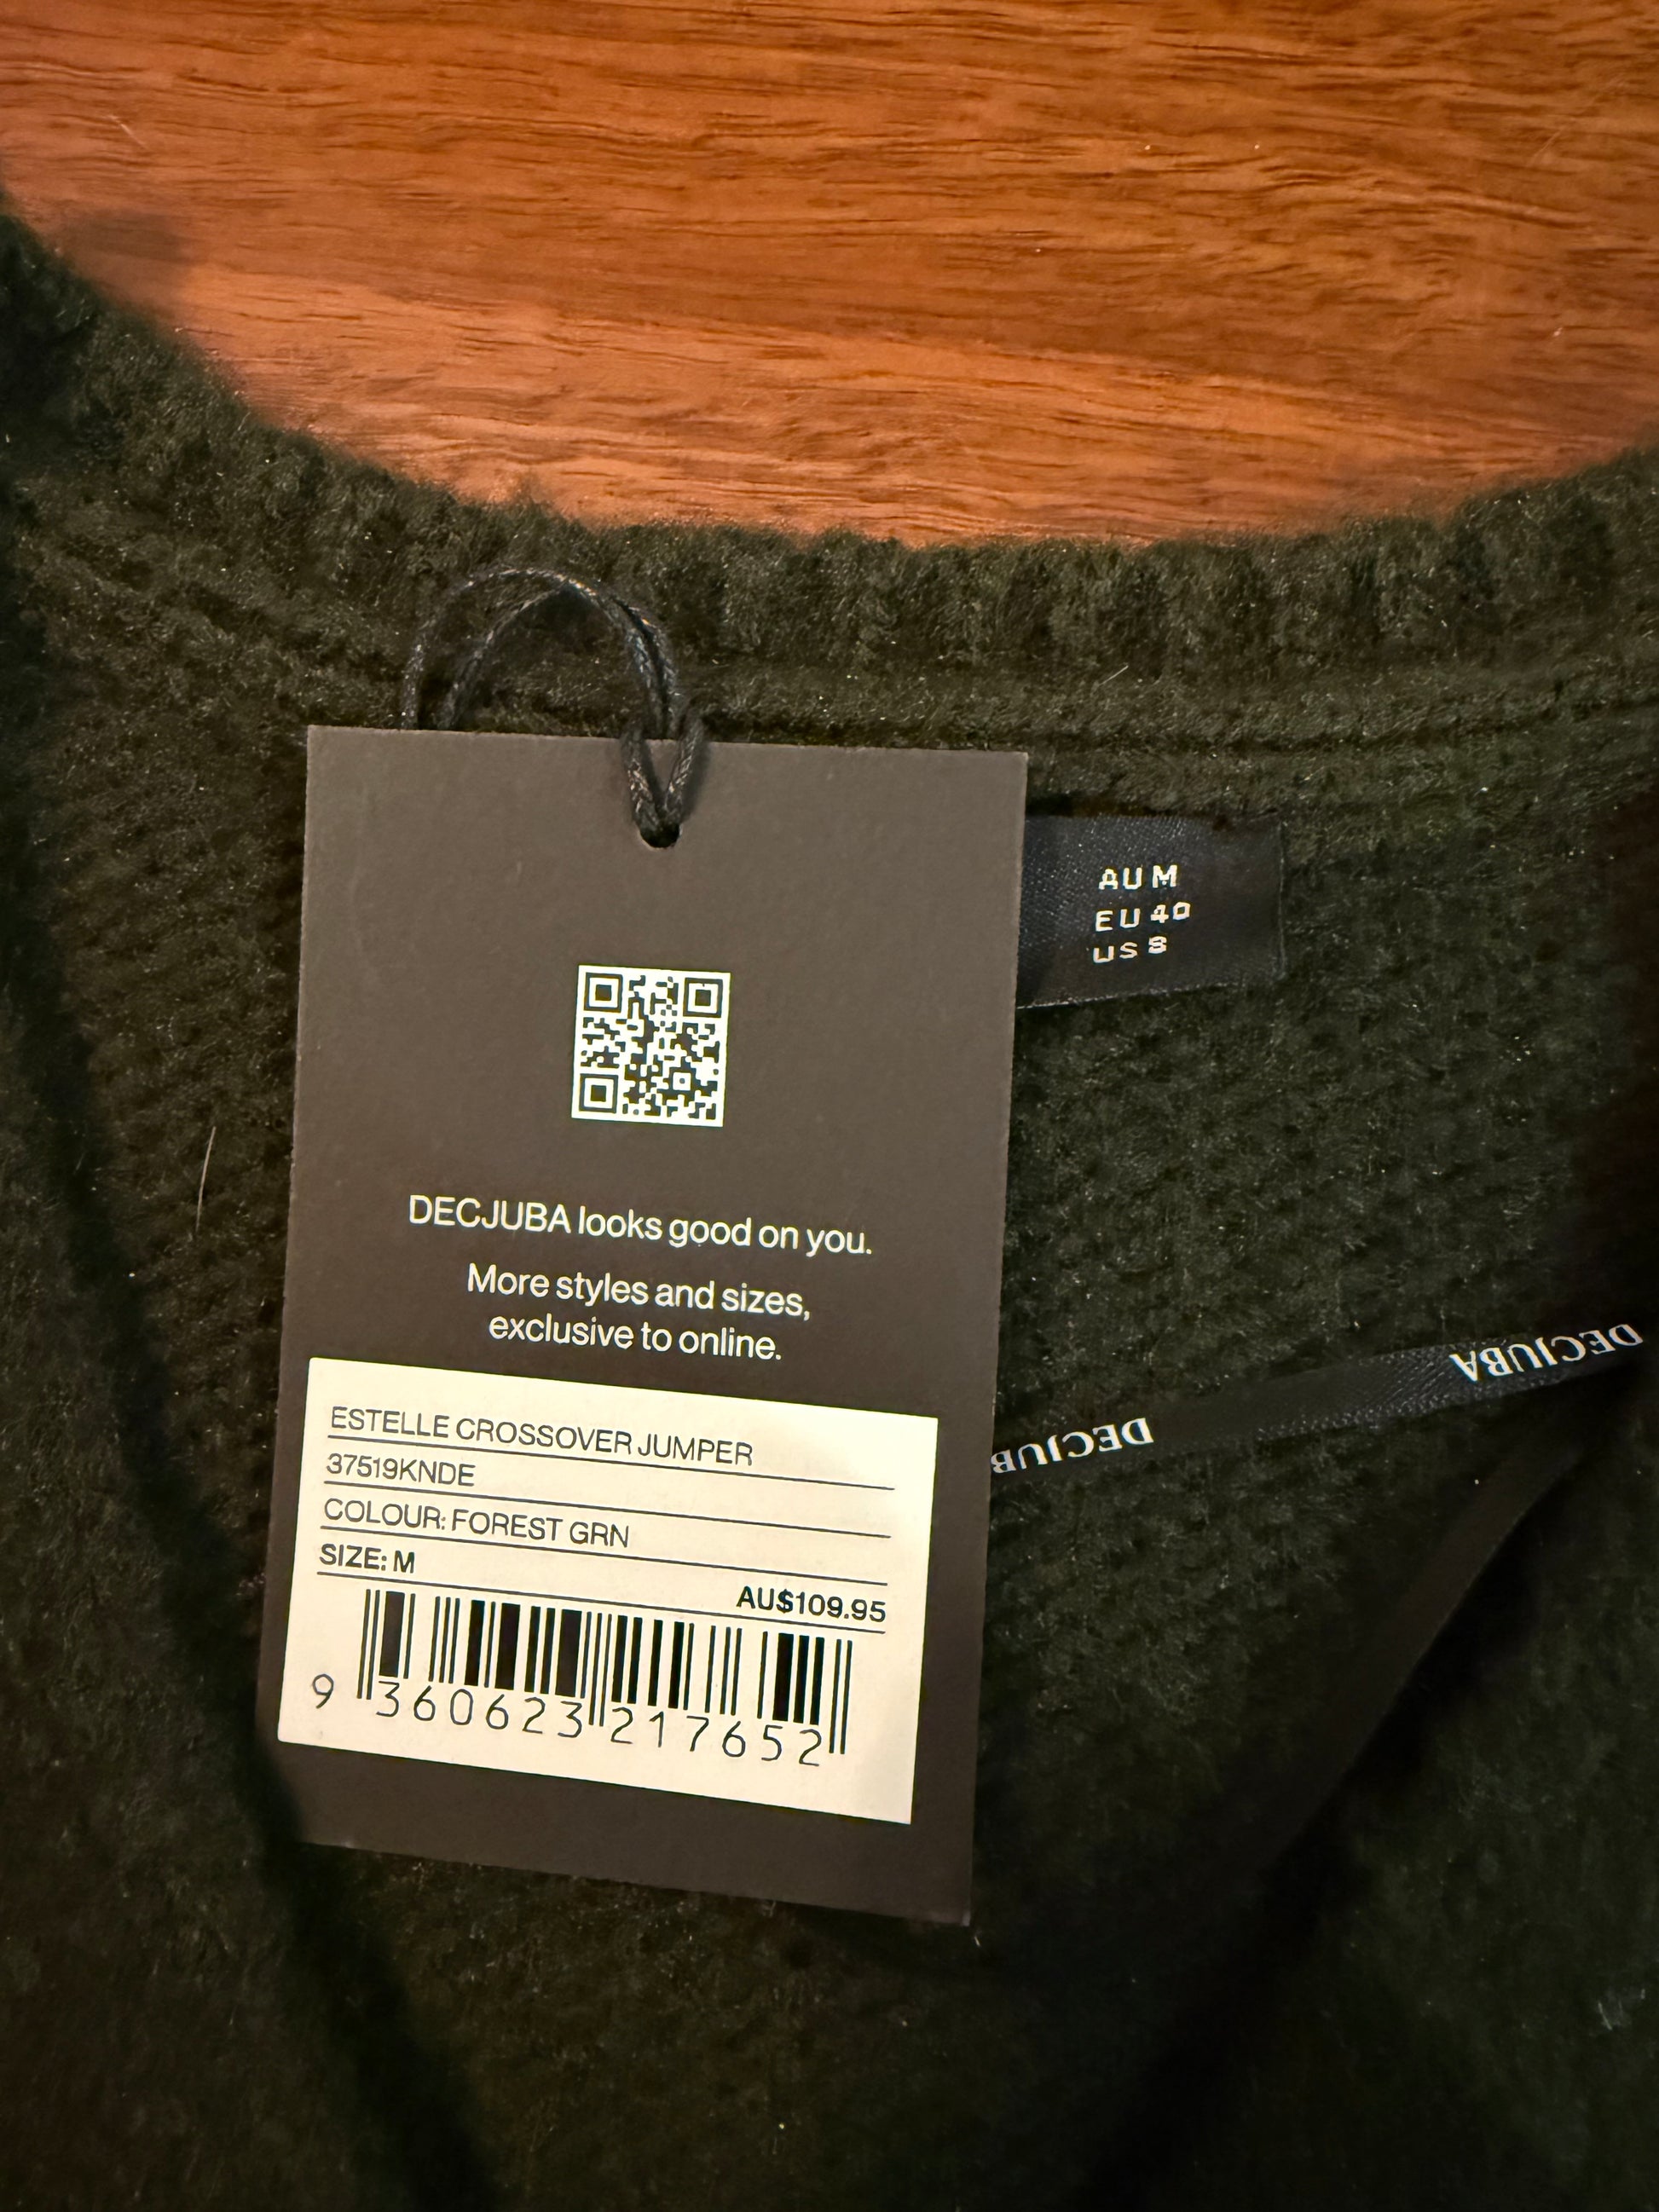 AU M
EU 40
US 8
DECJUBA looks good on you.
More styles and sizes,
exclusive to online.
DECJUBA
DECJUB
ESTELLE CROSSOVER JUMPER
37519KNDE
COLOUR: FOREST GRN
SIZE: M
AU$109.95
9 360623 217652